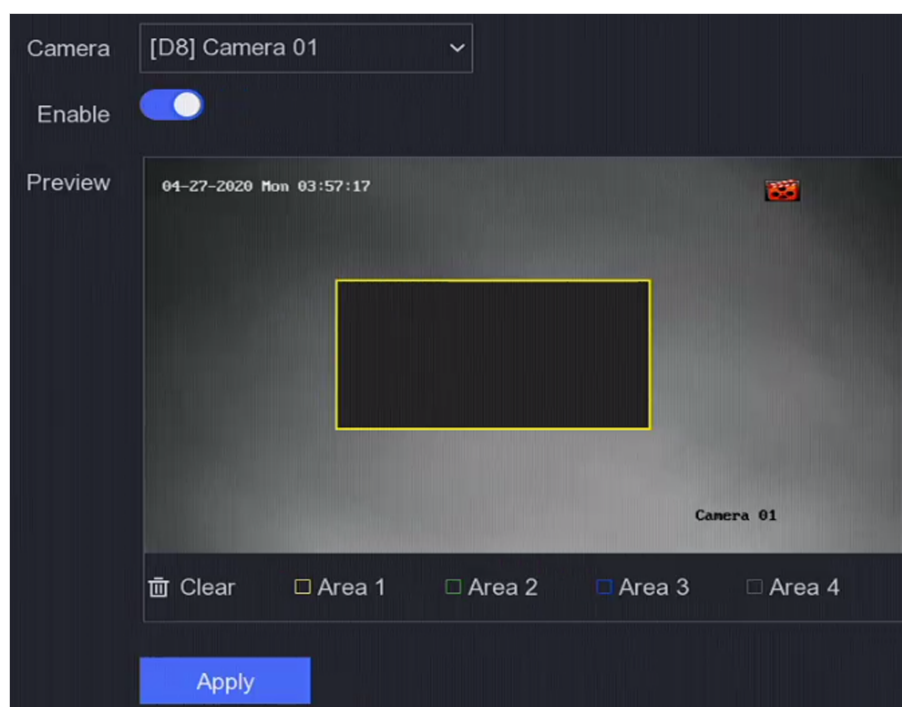 Camera [D8] Camera 01
Enable
Preview
04-27-2020 Mon 03:57:17
Camera 01
Clear Area 1 Area 2 Area 3 Area 4
Apply